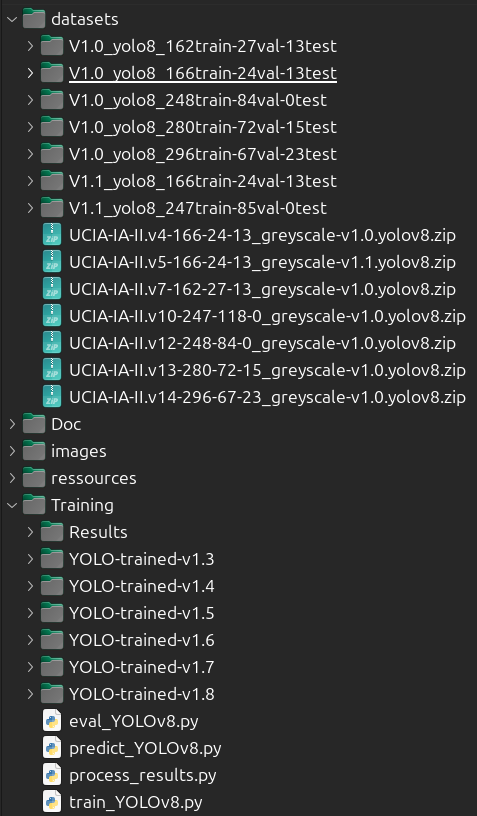 datasets
V1.0_yolo8_162train-27val-13test
V1.0_yolo8_166train-24val-13test
V1.0_yolo8_248train-84val-0test
V1.0_yolo8_280train-72val-15test
V1.0_yolo8_296train-67val-23test
V1.1_yolo8_166train-24val-13test
V1.1_yolo8_247train-85val-0test
UCIA-IA-II.v4-166-24-13_greyscale-v1.0.yolov8.zip
UCIA-IA-II.v5-166-24-13_greyscale-v1.1.yolov8.zip
UCIA-IA-II.v7-162-27-13_greyscale-v1.0.yolov8.zip
UCIA-IA-II.v10-247-118-0_greyscale-v1.0.yolov8.zip
UCIA-IA-II.v12-248-84-0_greyscale-v1.0.yolov8.zip
UCIA-IA-II.v13-280-72-15_greyscale-v1.0.yolov8.zip
UCIA-IA-II.v14-296-67-23_greyscale-v1.0.yolov8.zip
Doc
images
ressources
Training
Results
YOLO-trained-v1.3
YOLO-trained-v1.4
YOLO-trained-v1.5
YOLO-trained-v1.6
YOLO-trained-v1.7
YOLO-trained-v1.8
eval_YOLOv8.py
predict_YOLOv8.py
process_results.py
train_YOLOv8.py